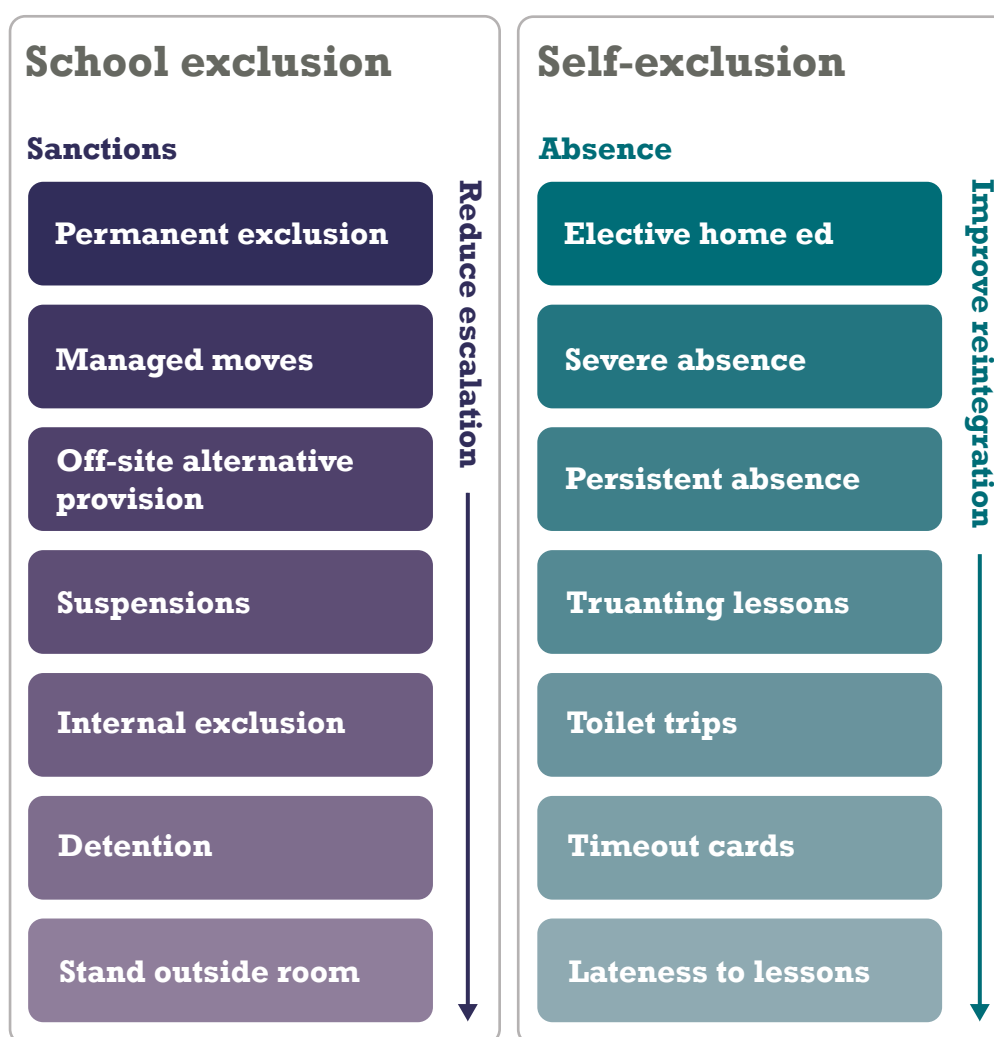 School exclusion
Sanctions
Permanent exclusion
Managed moves
Off-site alternative
provision
Suspensions
Internal exclusion
Detention
Stand outside room
Reduce escalation
Self-exclusion
Absence
Elective home ed
Severe absence
Persistent absence
Truanting lessons
Toilet trips
Timeout cards
Lateness to lessons
Improve reintegration